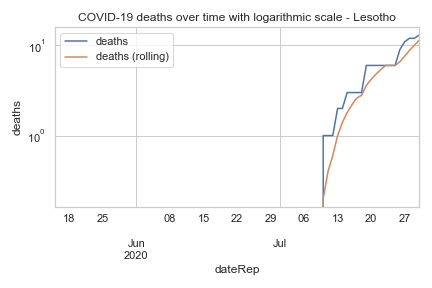 COVID-19 deaths over time with logarithmic scale - Lesotho
deaths
deaths (rolling)
10¹
10⁰
deaths
18 25 08 15 22 29 06 13 20 27
Jun Jul
2020
dateRep